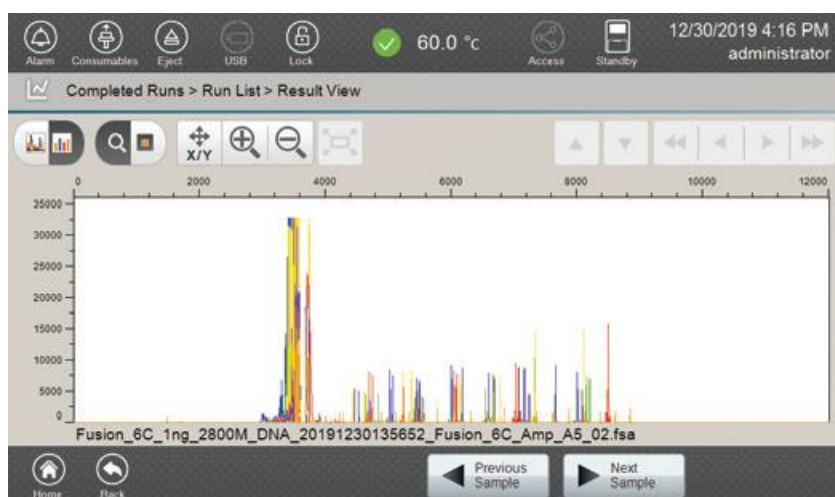 12/30/2019 4:16 PM
60.0 °c
administrator
Alarm Consumables Eject USB Lock Access Standby
Completed Runs > Run List > Result View
X/Y
0 2000 4000 6000 8000 10000 12000
25000
30000
25000
20000
15000
10000
5000
0
Fusion_6C_1ng_2800M_DNA_20191230135652_Fusion_6C_Amp_A5_02.fsa
Previous Sample
Next Sample
Home Back